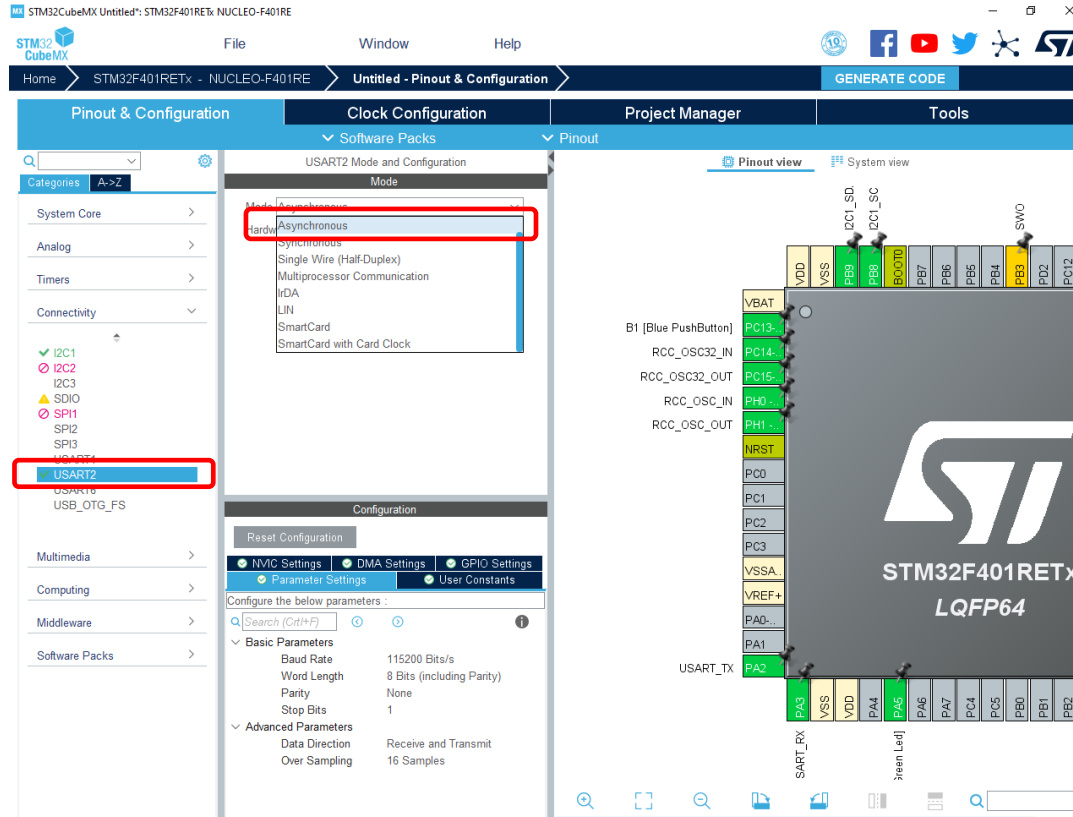 MX STM32CubeMX Untitled*: STM32F401RETx NUCLEO-F401RE
STM32 CubeMX
File Window Help
10
Home STM32F401RETx - NUCLEO-F401RE Untitled - Pinout & Configuration GENERATE CODE
Pinout & Configuration Clock Configuration Project Manager Tools
Software Packs Pinout
USART2 Mode and Configuration
Pinout view System view
Categories A->Z
Mode
Mode Asynchronous
Hardw
Asynchronous
Synchronous
Single Wire (Half-Duplex)
Multiprocessor Communication
IrDA
LIN
SmartCard
SmartCard with Card Clock
System Core
Analog
Timers
Connectivity
I2C1
I2C2
I2C3
SDIO
SPI1
SPI2
SPI3
USART1
USART2
USART6
USB_OTG_FS
Multimedia
Computing
Middleware
Software Packs
Configuration
Reset Configuration
NVIC Settings DMA Settings GPIO Settings
Parameter Settings User Constants
Configure the below parameters :
Search (Crtl+F)
Basic Parameters
Baud Rate 115200 Bits/s
Word Length 8 Bits (including Parity)
Parity None
Stop Bits 1
Advanced Parameters
Data Direction Receive and Transmit
Over Sampling 16 Samples
I2C1_SD. I2C1_SC SWO
VDD VSS PB9 PB8 BOOT0 PB7 PB6 PB5 PB4 PB3 PD2 PC12
VBAT
B1 [Blue PushButton] PC13-..
RCC_OSC32_IN PC14-..
RCC_OSC32_OUT PC15-..
RCC_OSC_IN PH0 -..
RCC_OSC_OUT PH1 -..
NRST
PC0
PC1
PC2
PC3
VSSA..
VREF+
PA0-..
PA1
USART_TX PA2
STM32F401RETx
LQFP64
PA3 VSS VDD PA4 PA5 PA6 PA7 PC4 PC5 PB0 PB1 PB2
SART_RX
Green Led]